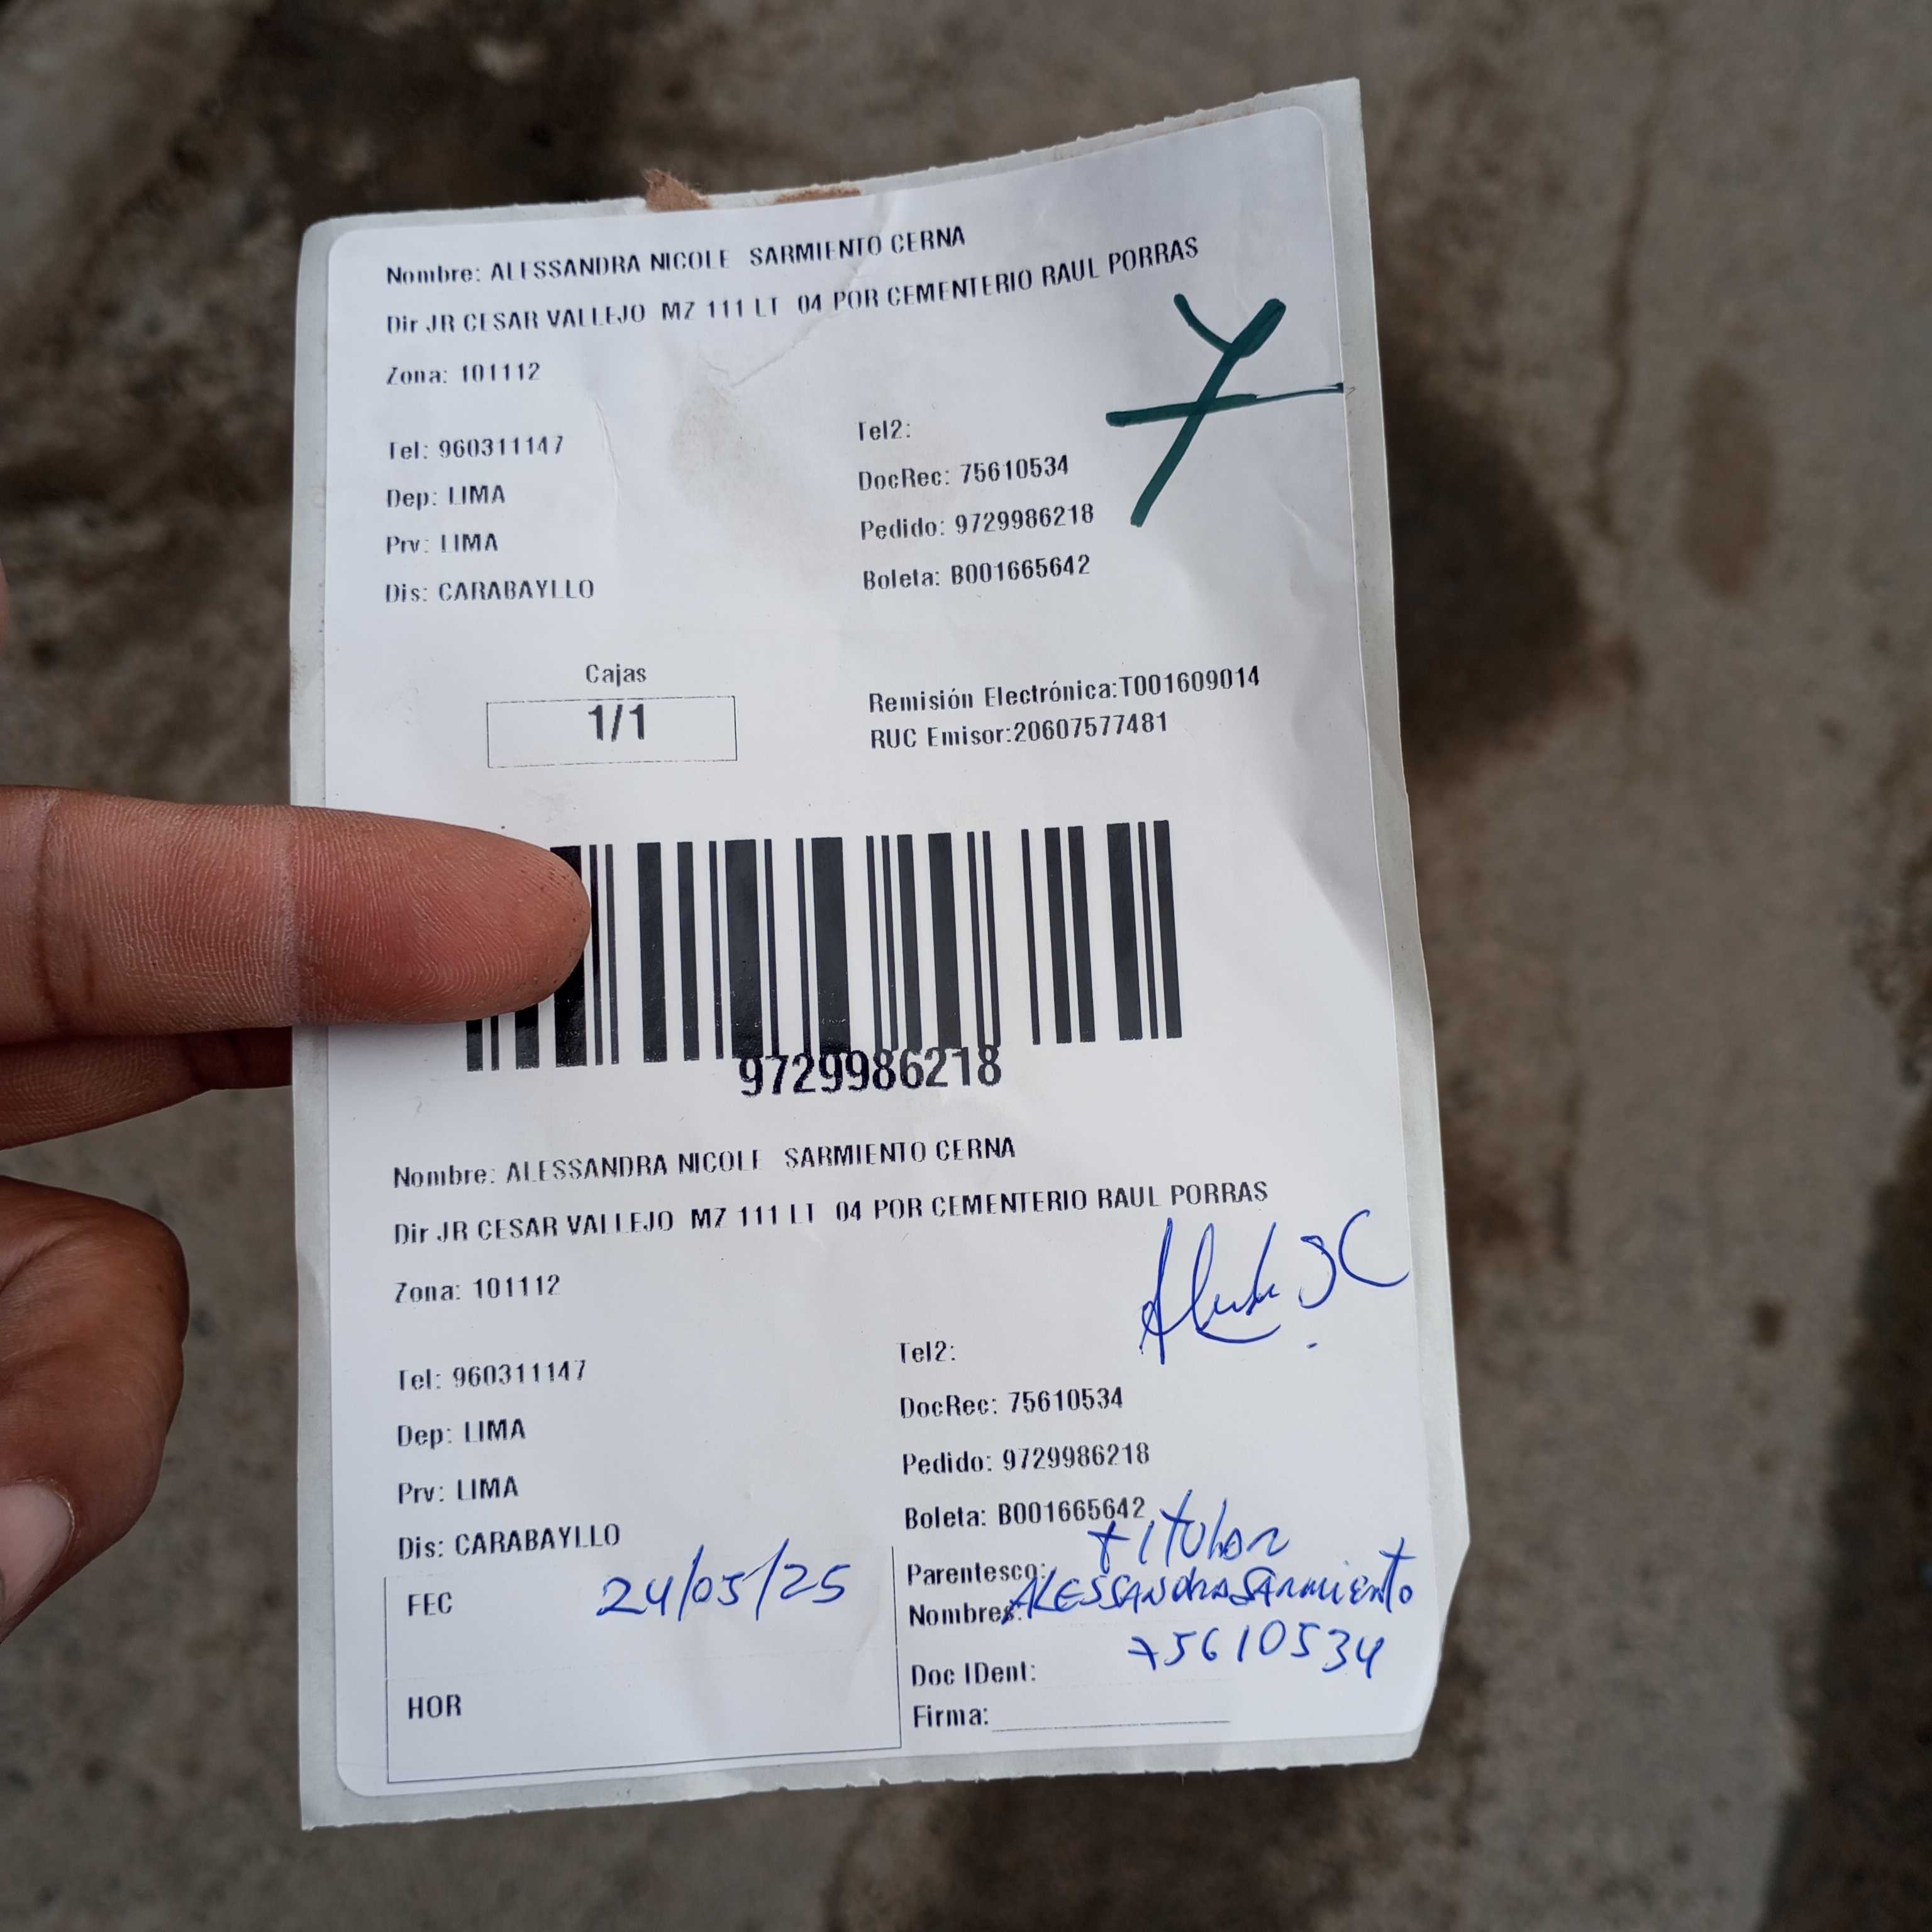 Nombre: ALESSANDRA NICOLE SARMIENTO CERNA
Dir JR CESAR VALLEJO MZ 111 LT 04 POR CEMENTERIO RAUL PORRAS
Zona: 101112
Tel: 960311147
Tel2:
Dep: LIMA
DocRec: 75610534
Prv: LIMA
Pedido: 9729986218
Dis: CARABAYLLO
Boleta: B001665642
Cajas
1/1
Remisión Electrónica:T001609014
RUC Emisor:20607577481
9729986218
Nombre: ALESSANDRA NICOLE SARMIENTO CERNA
Dir JR CESAR VALLEJO MZ 111 LT 04 POR CEMENTERIO RAUL PORRAS
Zona: 101112
Tel: 960311147
Tel2:
Dep: LIMA
DocRec: 75610534
Prv: LIMA
Pedido: 9729986218
Dis: CARABAYLLO
Boleta: B001665642
FEC 24/05/25
HOR
Parentesco: titular
Nombres: ALESSANDRA SARMIENTO
Doc IDent: 75610534
Firma: